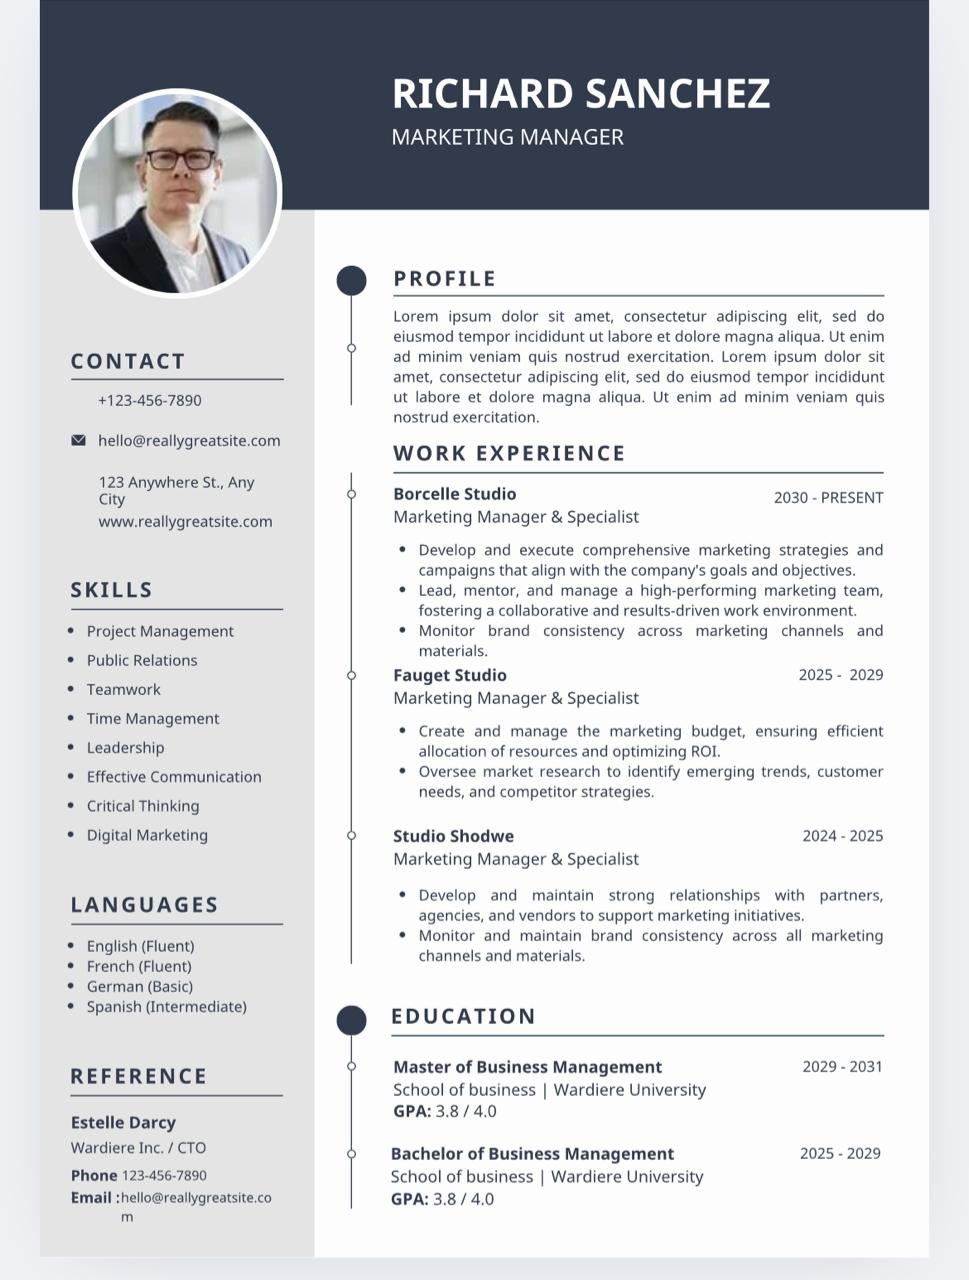 RICHARD SANCHEZ
MARKETING MANAGER
CONTACT
+123-456-7890
hello@reallygreatsite.com
123 Anywhere St., Any
City
www.reallygreatsite.com
SKILLS
Project Management
Public Relations
Teamwork
Time Management
Leadership
Effective Communication
Critical Thinking
Digital Marketing
LANGUAGES
English (Fluent)
French (Fluent)
German (Basic)
Spanish (Intermediate)
REFERENCE
Estelle Darcy
Wardiere Inc. / CTO
Phone 123-456-7890
Email :hello@reallygreatsite.co
m
PROFILE
Lorem ipsum dolor sit amet, consectetur adipiscing elit, sed do
eiusmod tempor incididunt ut labore et dolore magna aliqua. Ut enim
ad minim veniam quis nostrud exercitation. Lorem ipsum dolor sit
amet, consectetur adipiscing elit, sed do eiusmod tempor incididunt
ut labore et dolore magna aliqua. Ut enim ad minim veniam quis
nostrud exercitation.
WORK EXPERIENCE
Borcelle Studio 2030 - PRESENT
Marketing Manager & Specialist
Develop and execute comprehensive marketing strategies and
campaigns that align with the company's goals and objectives.
Lead, mentor, and manage a high-performing marketing team,
fostering a collaborative and results-driven work environment.
Monitor brand consistency across marketing channels and
materials.
Fauget Studio 2025 - 2029
Marketing Manager & Specialist
Create and manage the marketing budget, ensuring efficient
allocation of resources and optimizing ROI.
Oversee market research to identify emerging trends, customer
needs, and competitor strategies.
Studio Shodwe 2024 - 2025
Marketing Manager & Specialist
Develop and maintain strong relationships with partners,
agencies, and vendors to support marketing initiatives.
Monitor and maintain brand consistency across all marketing
channels and materials.
EDUCATION
Master of Business Management 2029 - 2031
School of business | Wardiere University
GPA: 3.8 / 4.0
Bachelor of Business Management 2025 - 2029
School of business | Wardiere University
GPA: 3.8 / 4.0